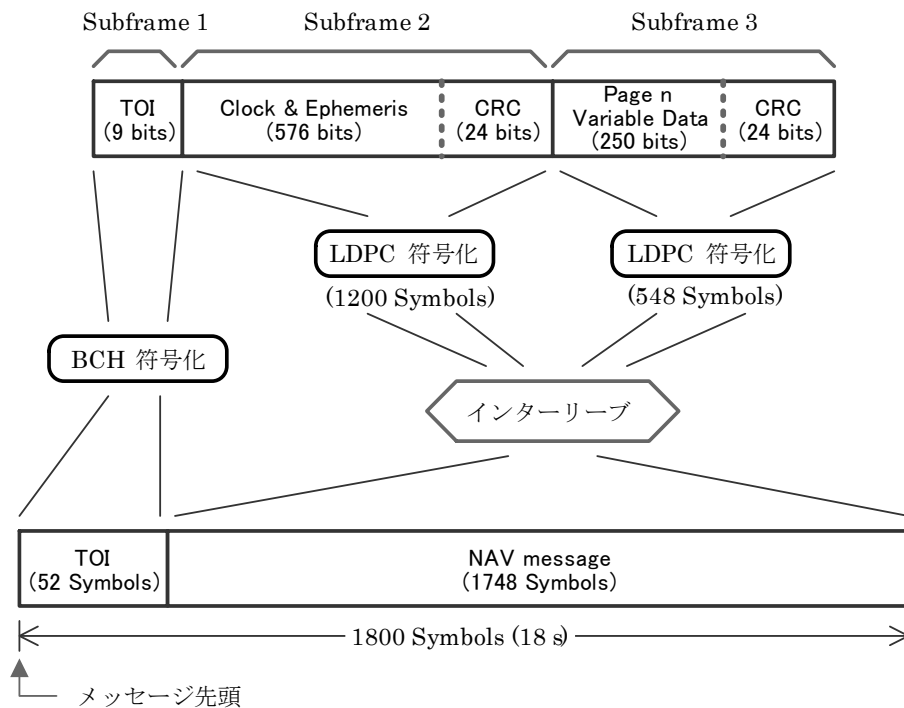 Subframe 1
Subframe 2
Subframe 3
TOI
(9 bits)
Clock & Ephemeris
(576 bits)
CRC
(24 bits)
Page n
Variable Data
(250 bits)
CRC
(24 bits)
LDPC 符号化
(1200 Symbols)
LDPC 符号化
(548 Symbols)
BCH 符号化
インターリーブ
TOI
(52 Symbols)
NAV message
(1748 Symbols)
1800 Symbols (18 s)
メッセージ先頭